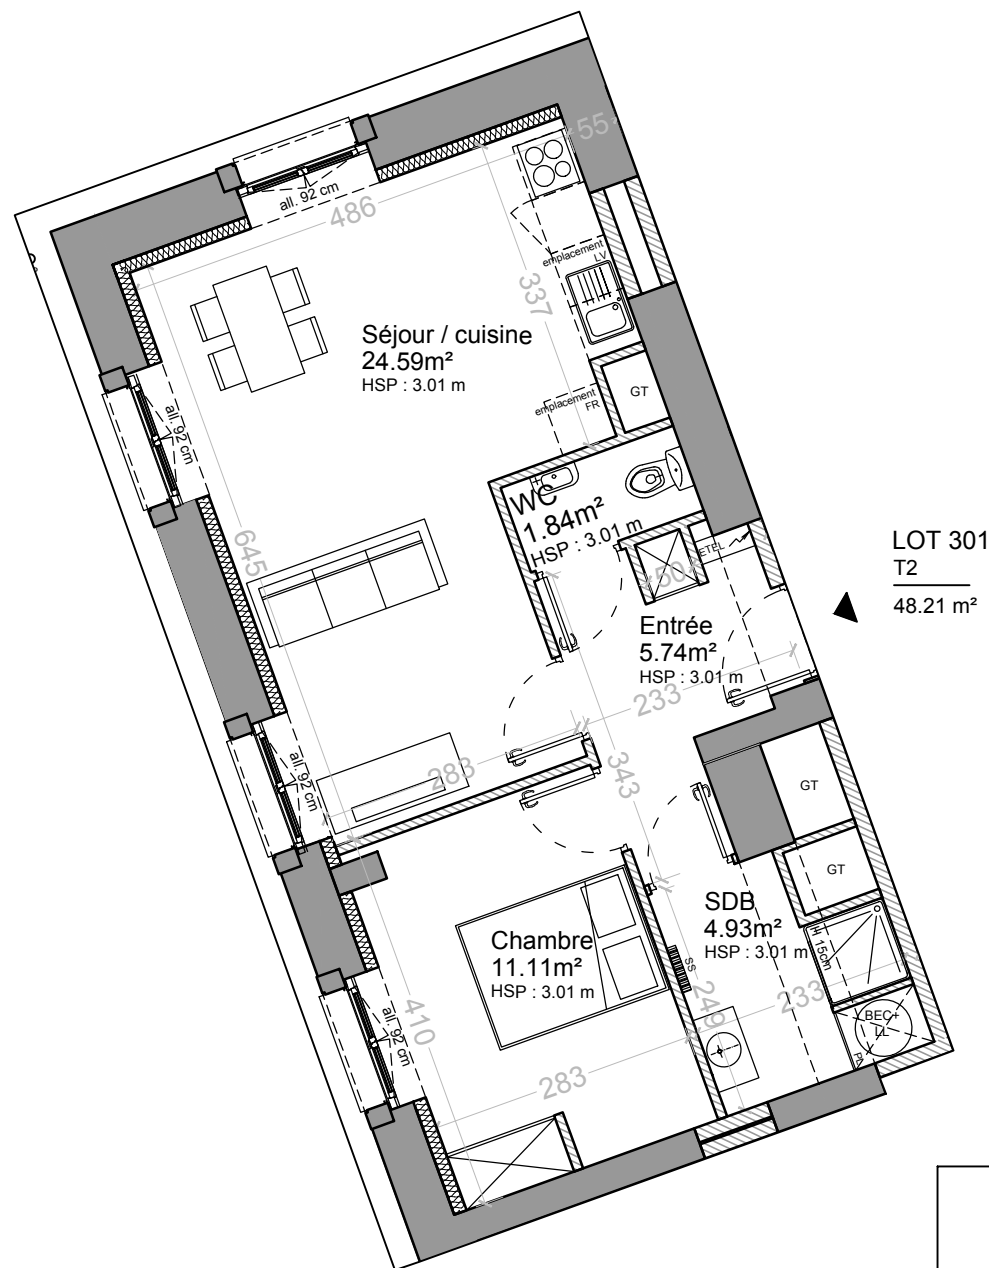 55
all. 92 cm
486
emplacement
LV
337
Séjour / cuisine
24.59m²
HSP : 3.01 m
GT
emplacement
FR
all. 92 cm
WC
1.84m²
HSP : 3.01 m
ETEL
50
LOT 301
T2
48.21 m²
645
Entrée
5.74m²
HSP : 3.01 m
233
283
343
all. 92 cm
GT
GT
SDB
4.93m²
HSP : 3.01 m
H 15cm
Chambre
11.11m²
HSP : 3.01 m
SS
249
233
BEC+
LL
PL
all. 92 cm
410
283